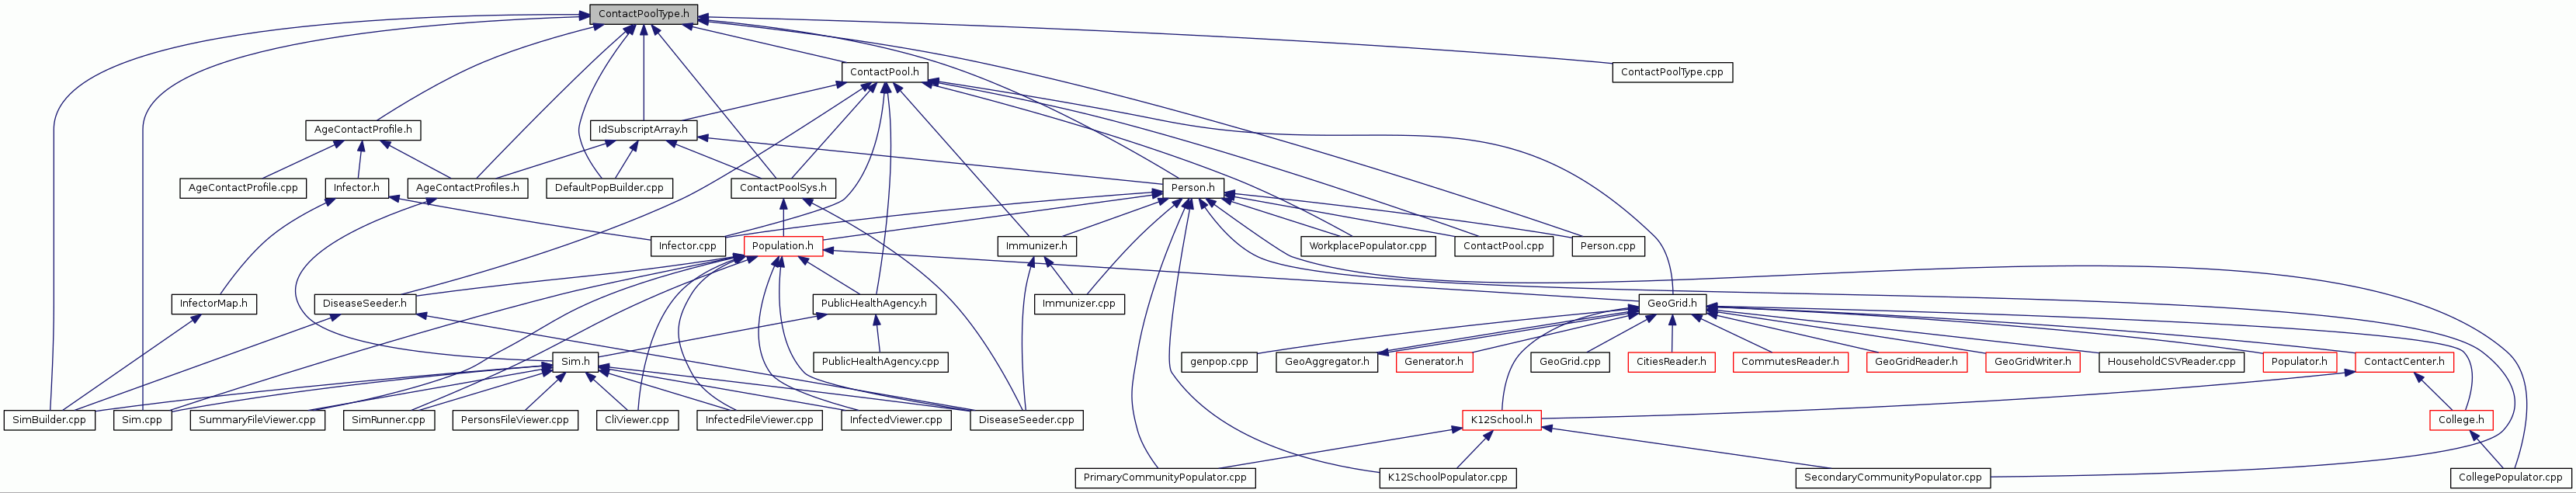 ContactPoolType.h
ContactPool.h
ContactPoolType.cpp
AgeContactProfile.h
IdSubscriptArray.h
AgeContactProfile.cpp
Infector.h
AgeContactProfiles.h
DefaultPopBuilder.cpp
ContactPoolSys.h
Person.h
Infector.cpp
Population.h
Immunizer.h
WorkplacePopulator.cpp
ContactPool.cpp
Person.cpp
InfectorMap.h
DiseaseSeeder.h
PublicHealthAgency.h
Immunizer.cpp
GeoGrid.h
Sim.h
PublicHealthAgency.cpp
genpop.cpp
GeoAggregator.h
Generator.h
GeoGrid.cpp
CitiesReader.h
CommutesReader.h
GeoGridReader.h
GeoGridWriter.h
HouseholdCSVReader.cpp
Populator.h
ContactCenter.h
SimBuilder.cpp
Sim.cpp
SummaryFileViewer.cpp
SimRunner.cpp
PersonsFileViewer.cpp
CliViewer.cpp
InfectedFileViewer.cpp
InfectedViewer.cpp
DiseaseSeeder.cpp
K12School.h
College.h
PrimaryCommunityPopulator.cpp
K12SchoolPopulator.cpp
SecondaryCommunityPopulator.cpp
CollegePopulator.cpp